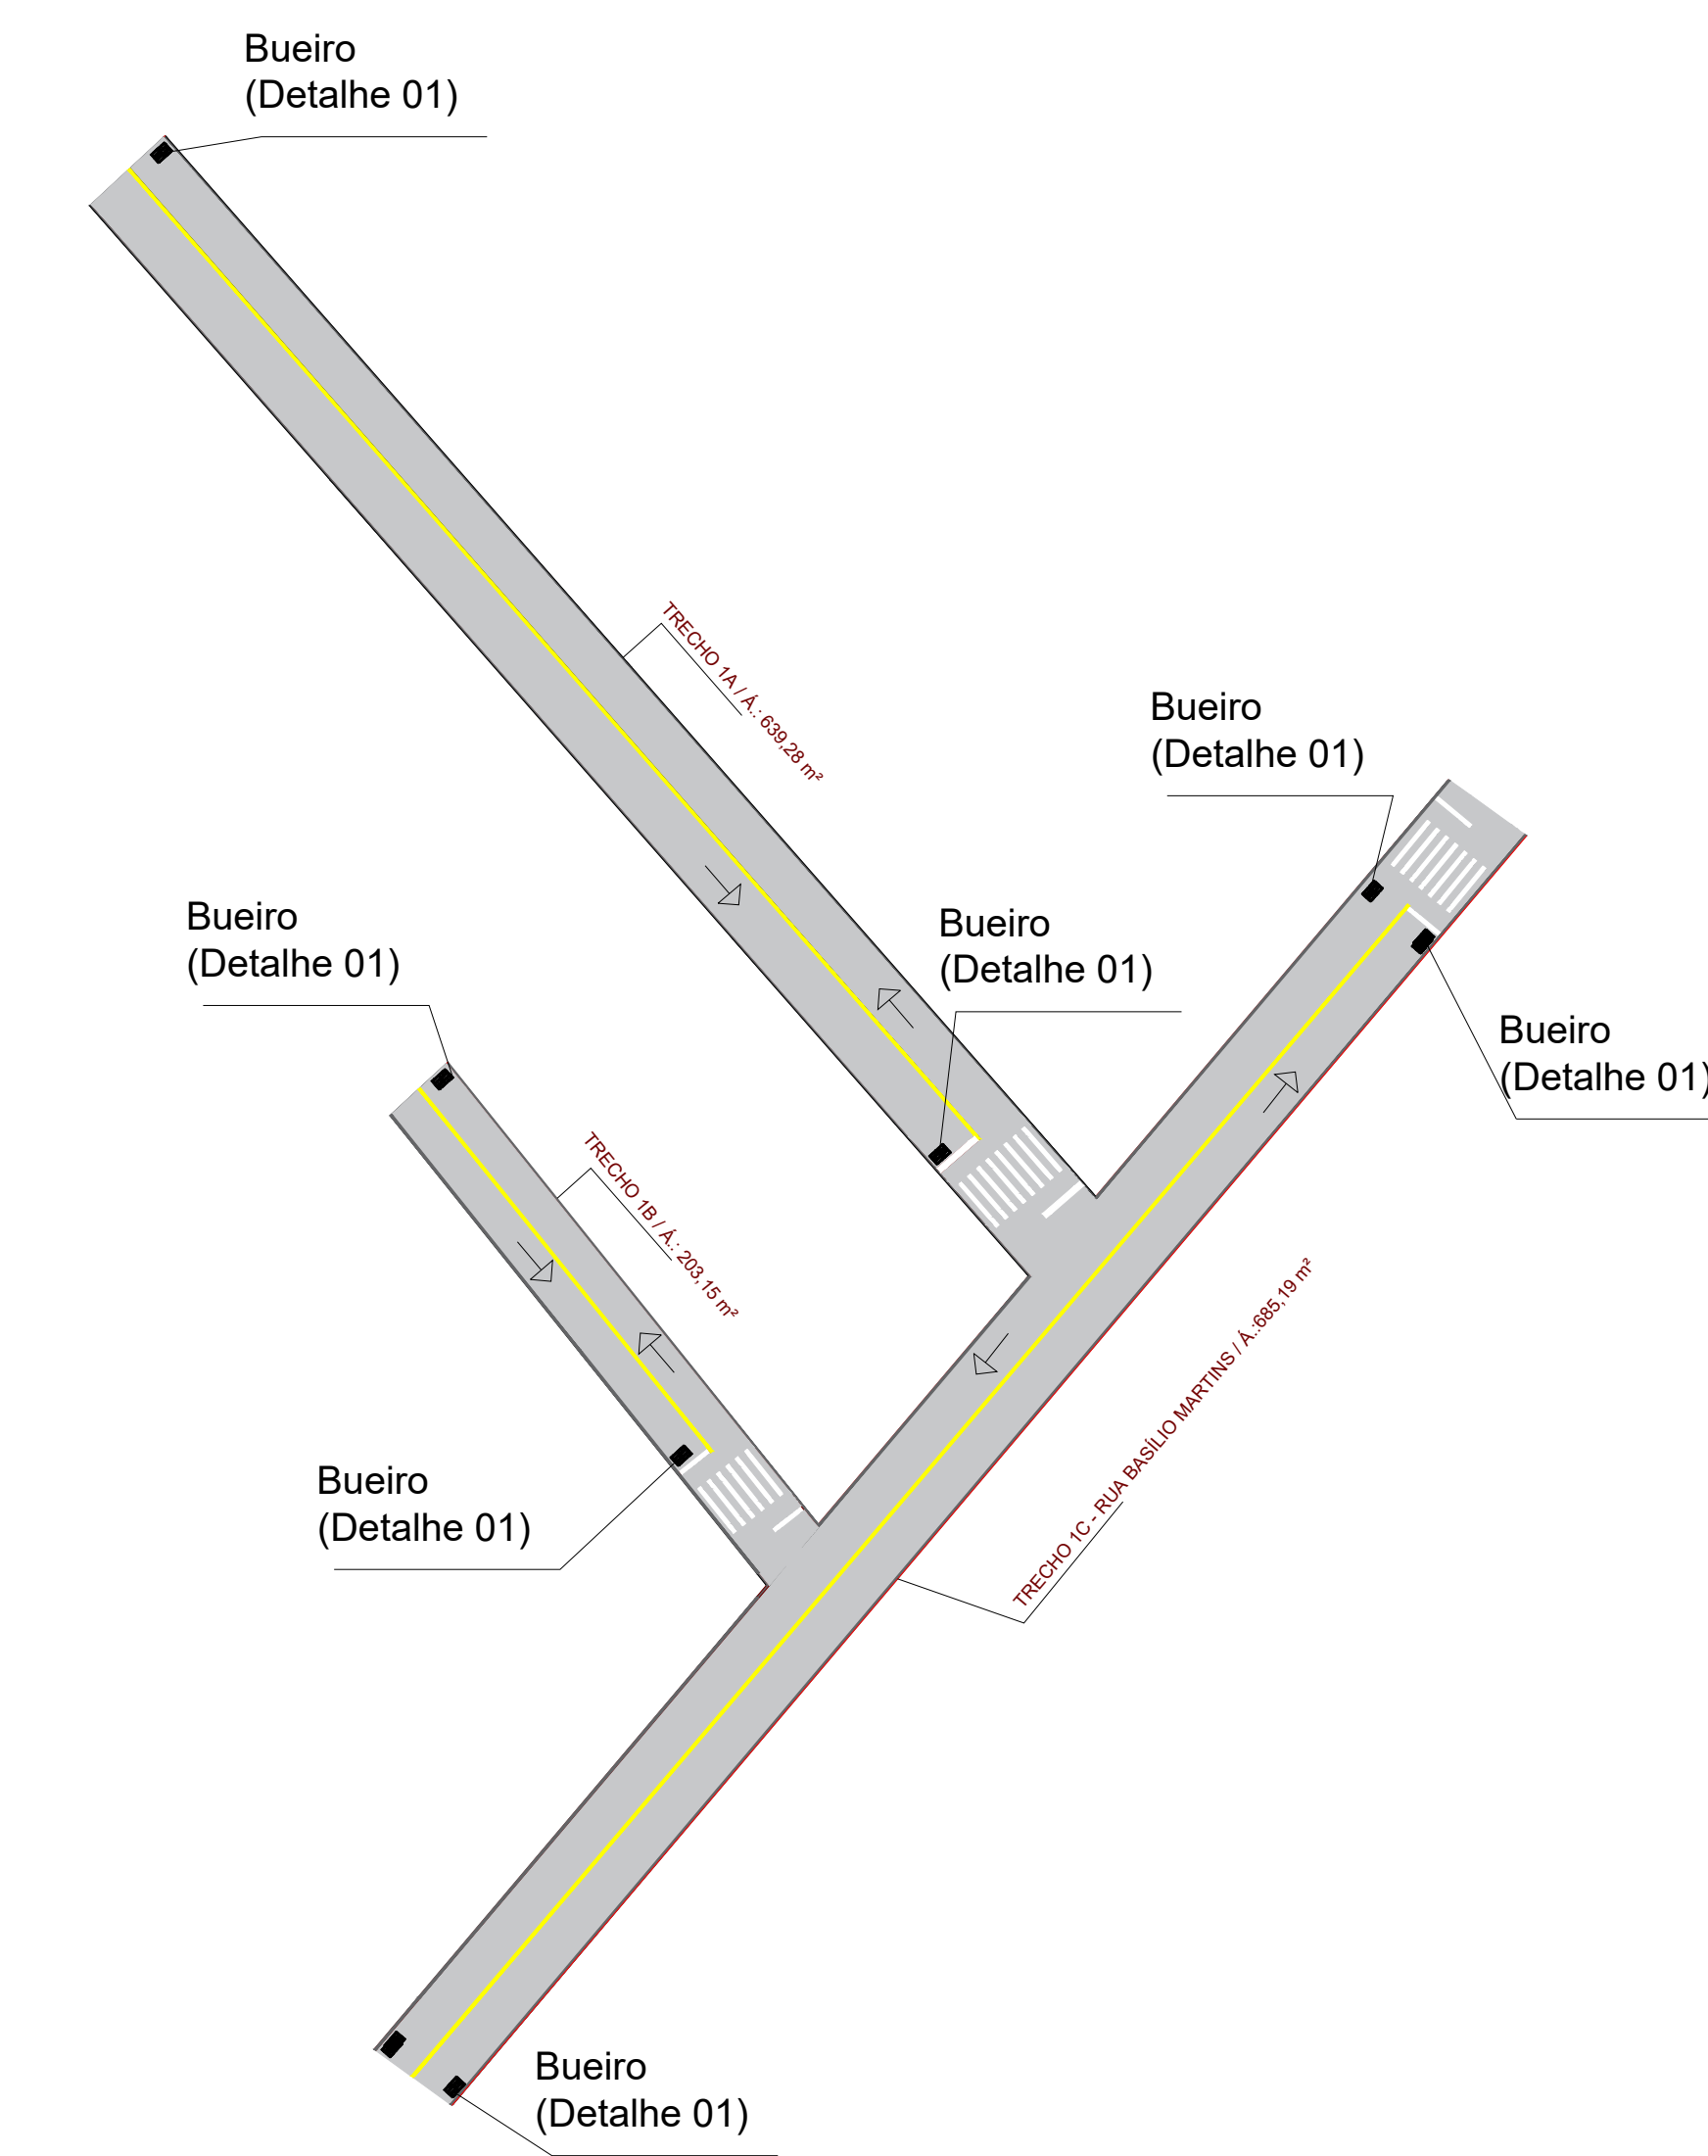 Bueiro
(Detalhe 01)
TRECHO 1A / Á.: 639,28 m²
Bueiro
(Detalhe 01)
Bueiro
(Detalhe 01)
Bueiro
(Detalhe 01)
Bueiro
(Detalhe 01)
TRECHO 1B / Á.: 203,15 m²
TRECHO 1C - RUA BASÍLIO MARTINS / Á.:685,19 m²
Bueiro
(Detalhe 01)
Bueiro
(Detalhe 01)